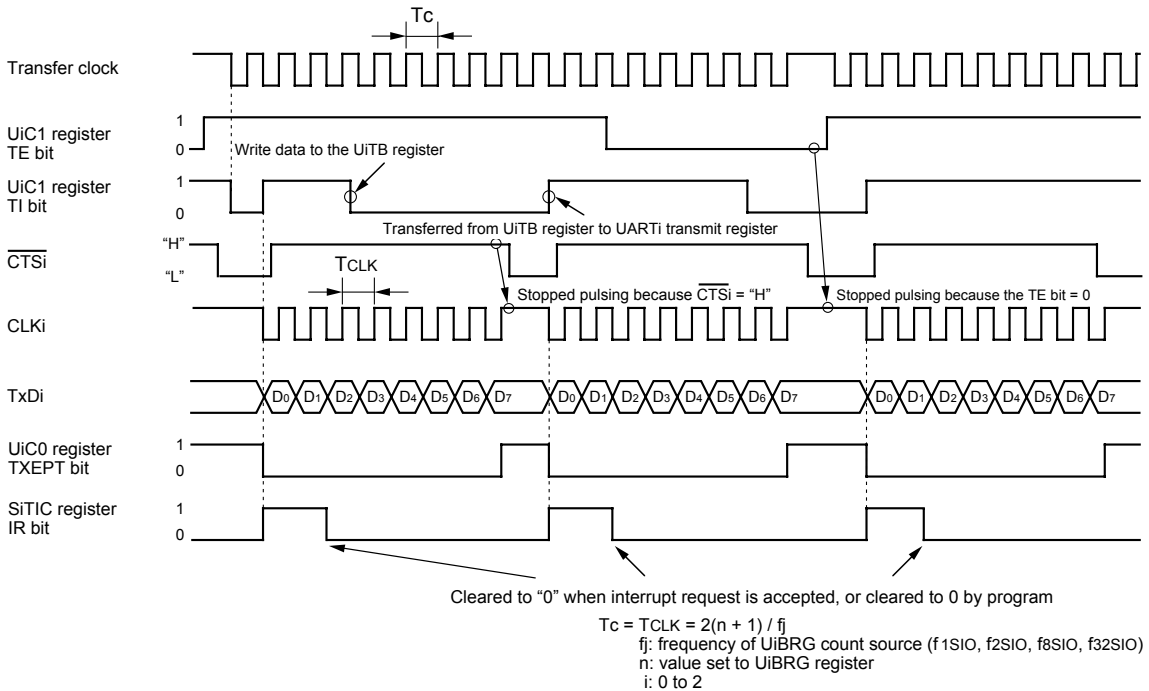 Tc
Transfer clock
UiC1 register
TE bit
1
0
Write data to the UiTB register
UiC1 register
TI bit
1
0
Transferred from UiTB register to UARTi transmit register
CTSi
“H”
“L”
TCLK
Stopped pulsing because CTSi = “H”
Stopped pulsing because the TE bit = 0
CLKi
TxDi
D0 D1 D2 D3 D4 D5 D6 D7 D0 D1 D2 D3 D4 D5 D6 D7 D0 D1 D2 D3 D4 D5 D6 D7
UiC0 register
TXEPT bit
1
0
SiTIC register
IR bit
1
0
Cleared to “0” when interrupt request is accepted, or cleared to 0 by program
Tc = TCLK = 2(n + 1) / fj
fj: frequency of UiBRG count source (f1SIO, f2SIO, f8SIO, f32SIO)
n: value set to UiBRG register
i: 0 to 2